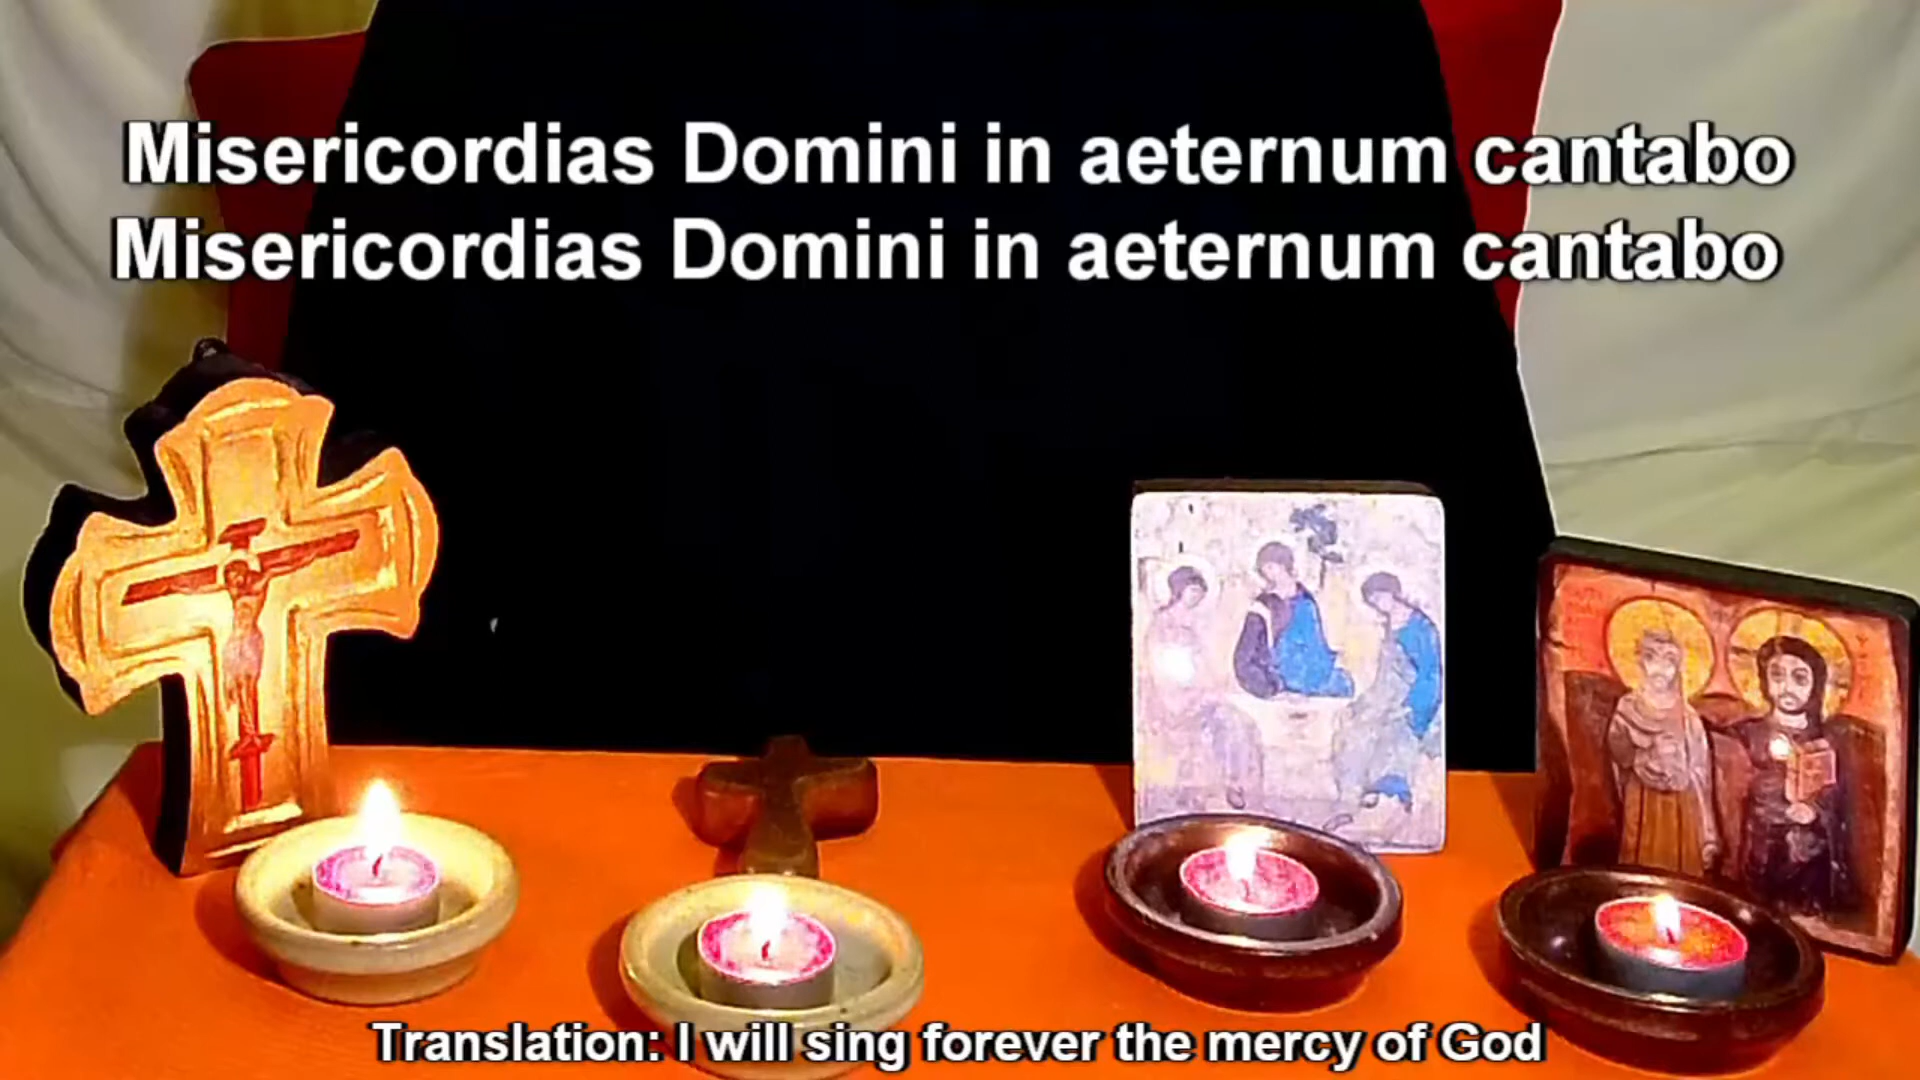 Misericordias Domini in aeternum cantabo
Misericordias Domini in aeternum cantabo
Translation: I will sing forever the mercy of God